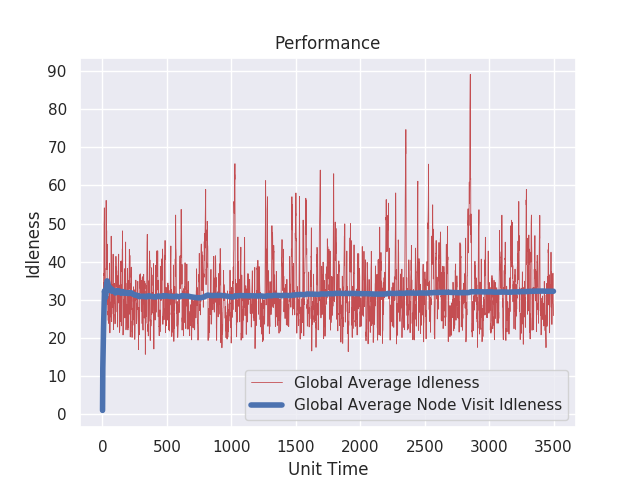 Performance
Idleness
90
80
70
60
50
40
30
20
10
0
Global Average Idleness
Global Average Node Visit Idleness
0 500 1000 1500 2000 2500 3000 3500
Unit Time